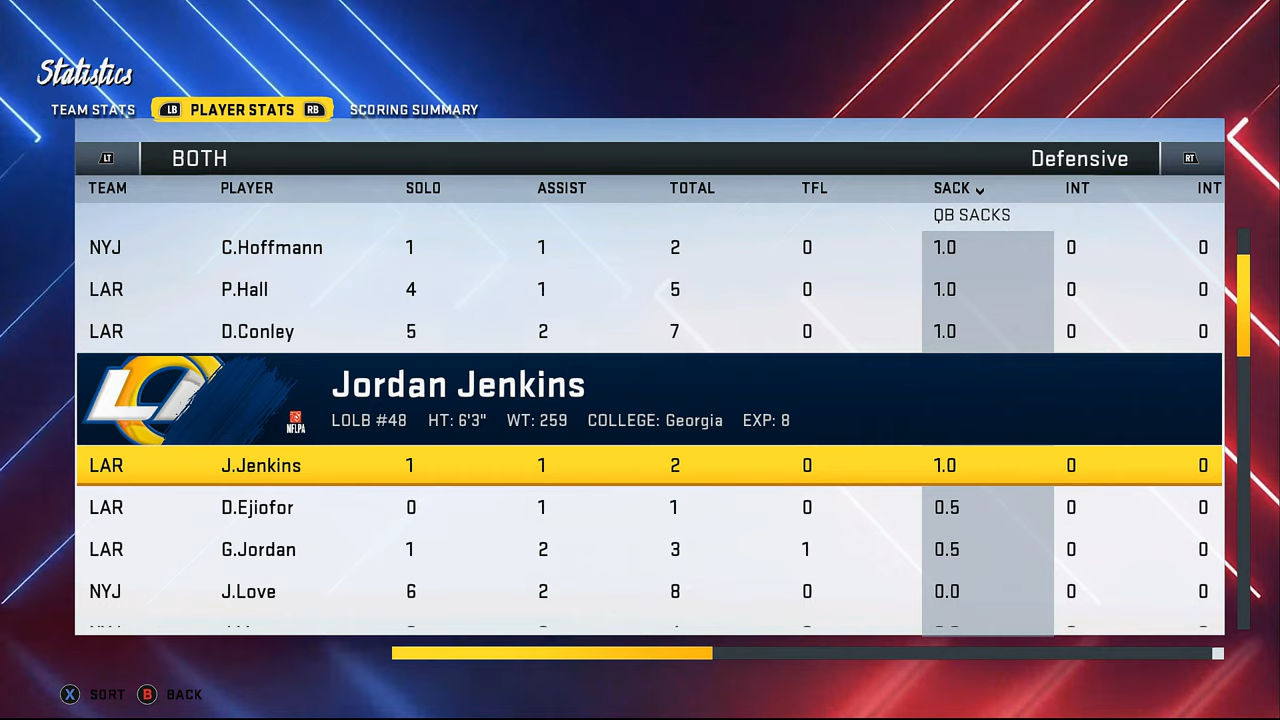 Statistics
TEAM STATS LB PLAYER STATS RB SCORING SUMMARY
LT BOTH Defensive RT
TEAM PLAYER SOLO ASSIST TOTAL TFL SACK INT INT
QB SACKS
NYJ C.Hoffmann 1 1 2 0 1.0 0 0
LAR P.Hall 4 1 5 0 1.0 0 0
LAR D.Conley 5 2 7 0 1.0 0 0
Jordan Jenkins
NFLPA LOLB #48 HT: 6'3" WT: 259 COLLEGE: Georgia EXP: 8
LAR J.Jenkins 1 1 2 0 1.0 0 0
LAR D.Ejiofor 0 1 1 0 0.5 0 0
LAR G.Jordan 1 2 3 1 0.5 0 0
NYJ J.Love 6 2 8 0 0.0 0 0
X SORT B BACK